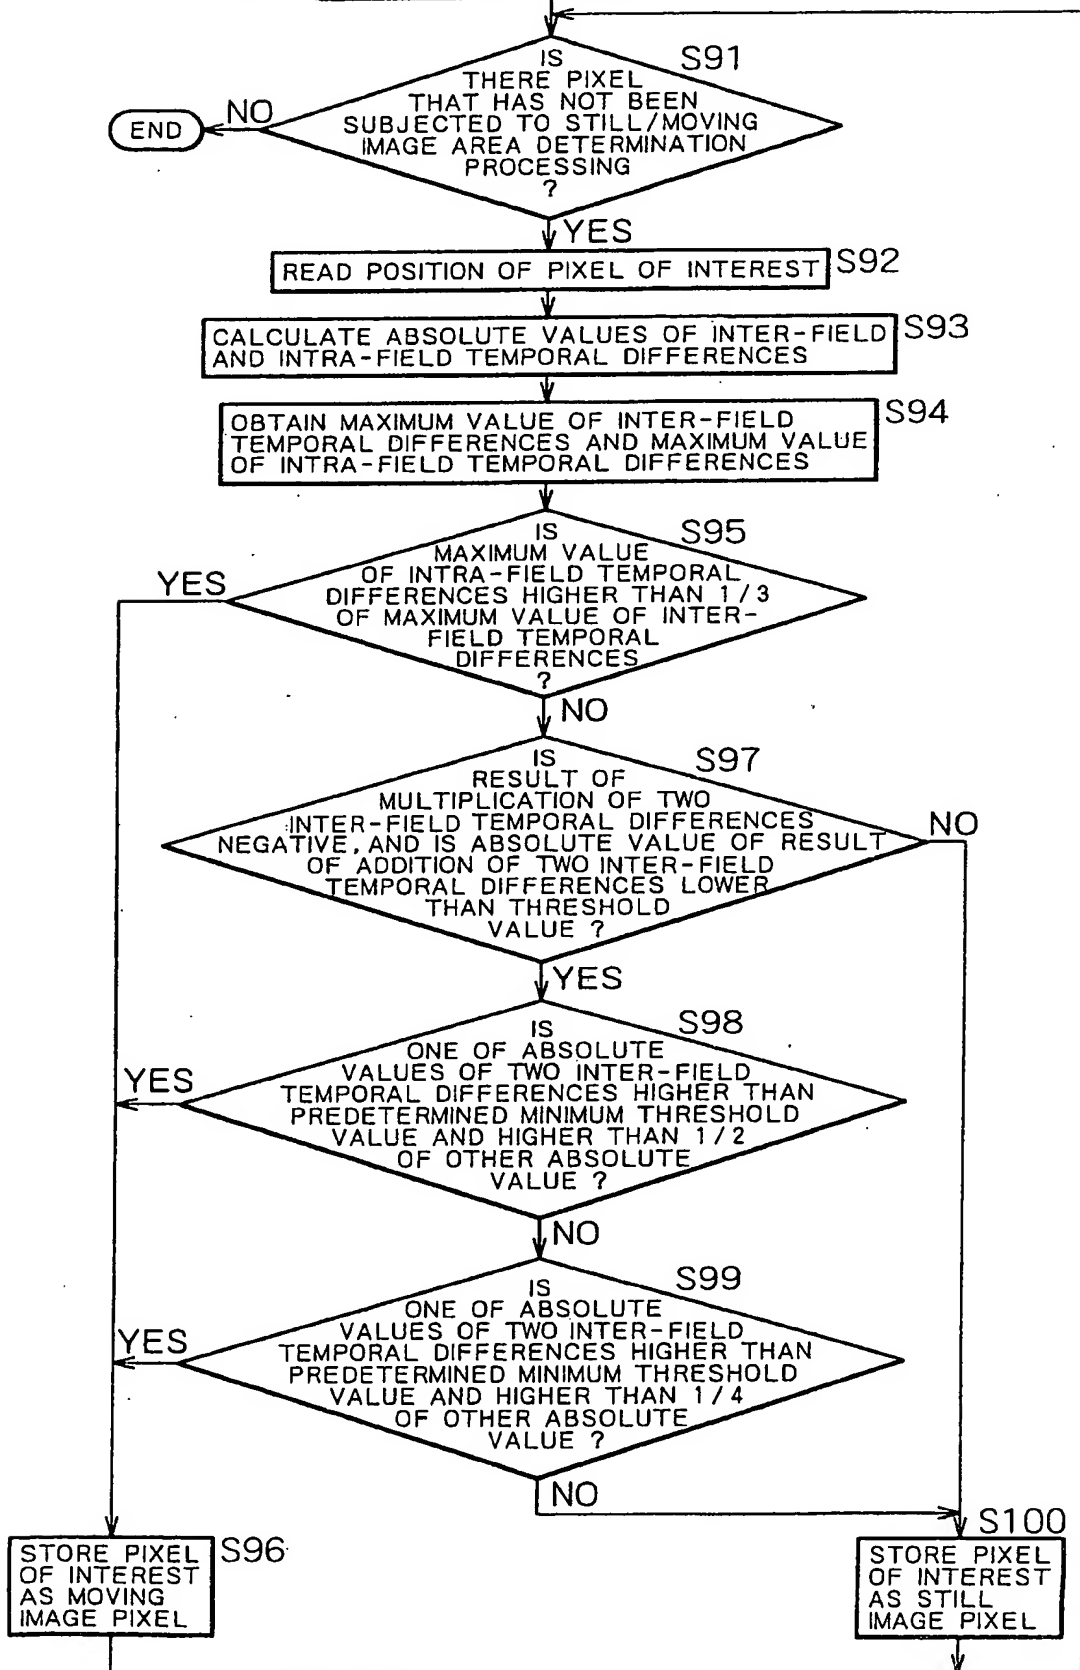 IS
THERE PIXEL
THAT HAS NOT BEEN
SUBJECTED TO STILL/MOVING
IMAGE AREA DETERMINATION
PROCESSING
?
S91
NO
END
YES
READ POSITION OF PIXEL OF INTEREST
S92
CALCULATE ABSOLUTE VALUES OF INTER-FIELD
AND INTRA-FIELD TEMPORAL DIFFERENCES
S93
OBTAIN MAXIMUM VALUE OF INTER-FIELD
TEMPORAL DIFFERENCES AND MAXIMUM VALUE
OF INTRA-FIELD TEMPORAL DIFFERENCES
S94
IS
MAXIMUM VALUE
OF INTRA-FIELD TEMPORAL
DIFFERENCES HIGHER THAN 1/3
OF MAXIMUM VALUE OF INTER-
FIELD TEMPORAL
DIFFERENCES
?
S95
YES
NO
IS
RESULT OF
MULTIPLICATION OF TWO
INTER-FIELD TEMPORAL DIFFERENCES
NEGATIVE, AND IS ABSOLUTE VALUE OF RESULT
OF ADDITION OF TWO INTER-FIELD
TEMPORAL DIFFERENCES LOWER
THAN THRESHOLD
VALUE ?
S97
NO
YES
IS
ONE OF ABSOLUTE
VALUES OF TWO INTER-FIELD
TEMPORAL DIFFERENCES HIGHER THAN
PREDETERMINED MINIMUM THRESHOLD
VALUE AND HIGHER THAN 1/2
OF OTHER ABSOLUTE
VALUE ?
S98
YES
NO
IS
ONE OF ABSOLUTE
VALUES OF TWO INTER-FIELD
TEMPORAL DIFFERENCES HIGHER THAN
PREDETERMINED MINIMUM THRESHOLD
VALUE AND HIGHER THAN 1/4
OF OTHER ABSOLUTE
VALUE ?
S99
YES
NO
STORE PIXEL
OF INTEREST
AS MOVING
IMAGE PIXEL
S96
S100
STORE PIXEL
OF INTEREST
AS STILL
IMAGE PIXEL